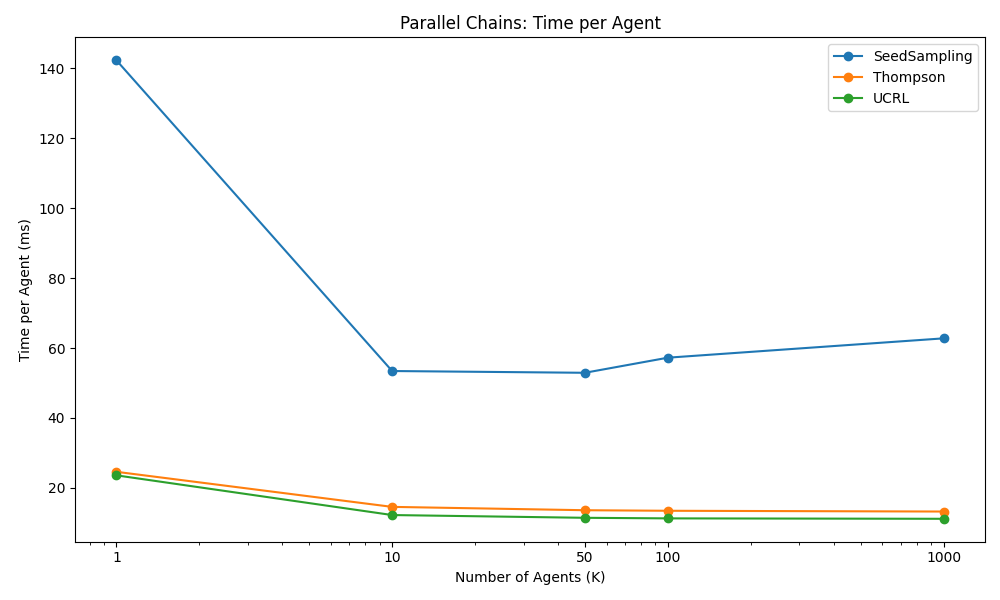 Parallel Chains: Time per Agent
SeedSampling
Thompson
UCRL
Time per Agent (ms)
140
120
100
80
60
40
20
1
10
50
100
1000
Number of Agents (K)